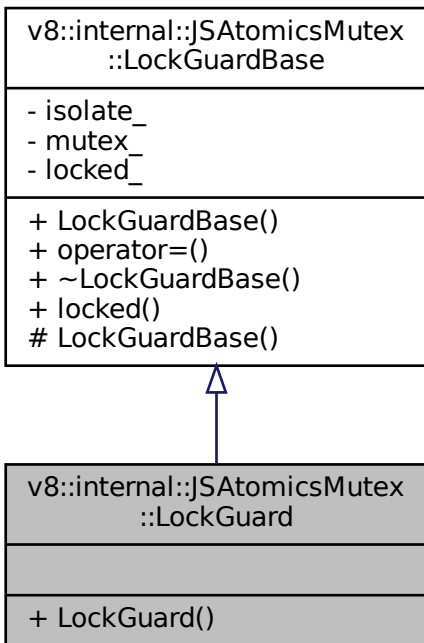 v8::internal::JSAtomicsMutex
::LockGuardBase
- isolate_
- mutex_
- locked_
+ LockGuardBase()
+ operator=()
+ ~LockGuardBase()
+ locked()
# LockGuardBase()
v8::internal::JSAtomicsMutex
::LockGuard
+ LockGuard()